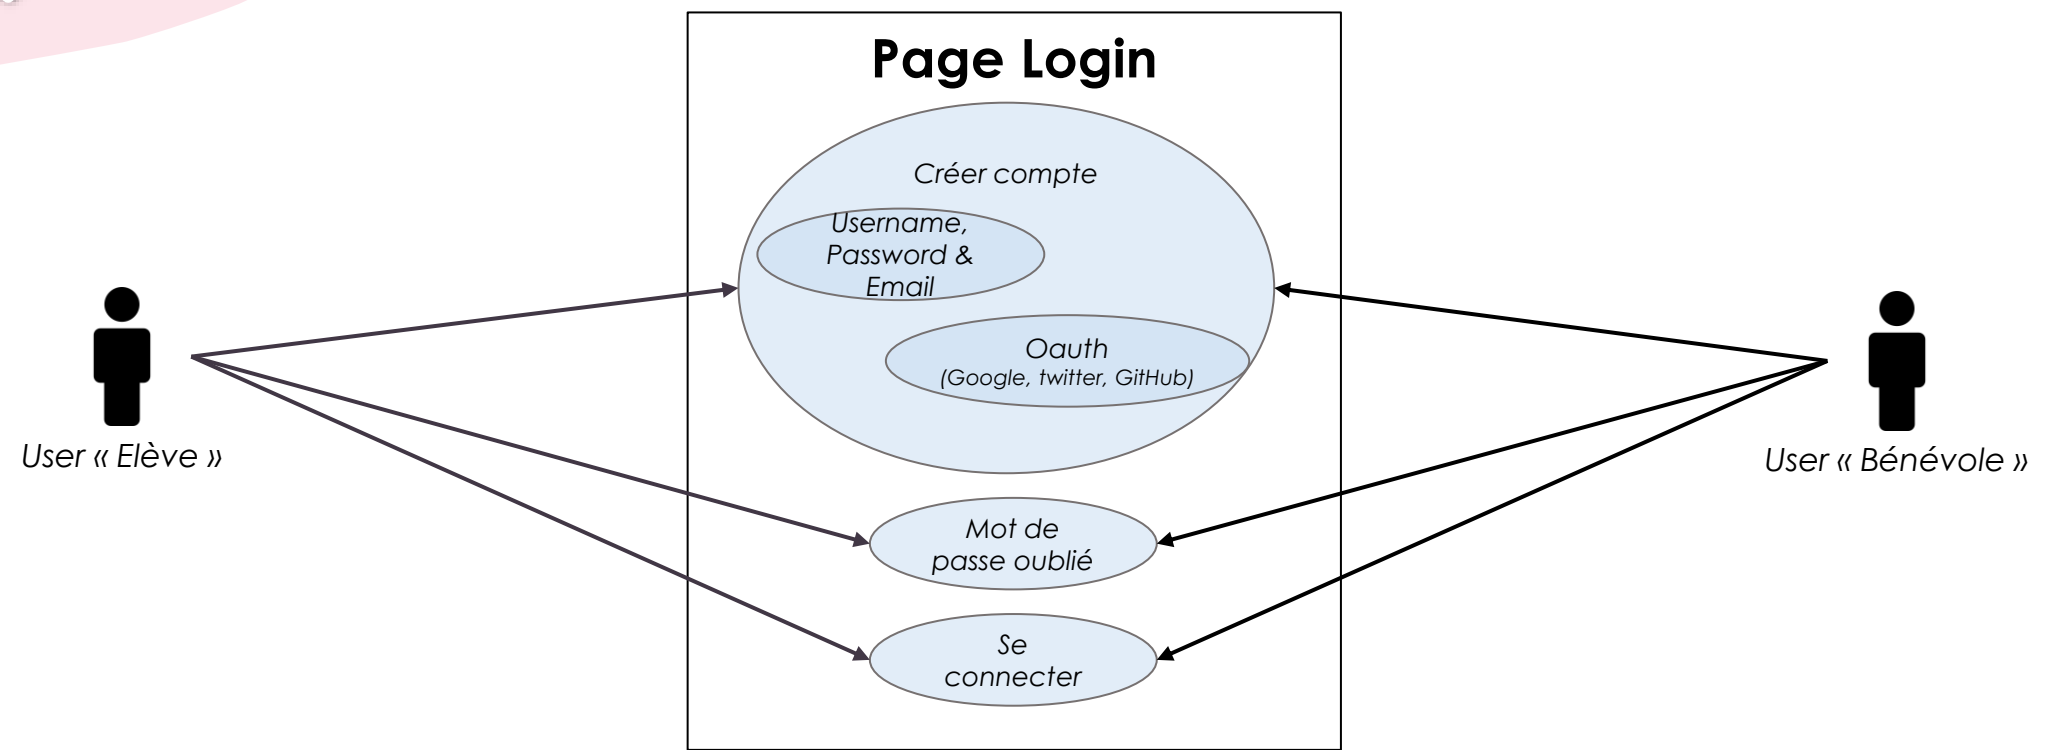 Page Login
Créer compte
Username,
Password &
Email
Oauth
(Google, twitter, GitHub)
User « Elève »
User « Bénévole »
Mot de
passe oublié
Se
connecter